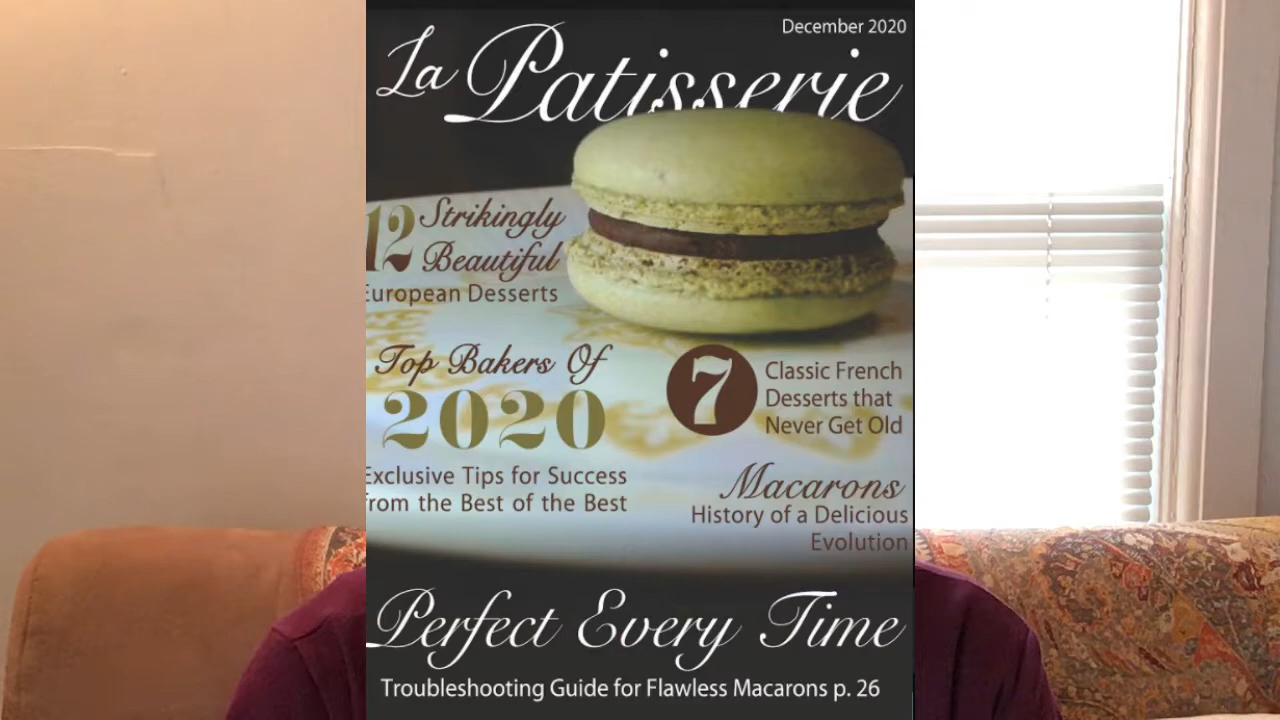 December 2020
La Patisserie
12 Strikingly
Beautiful
European Desserts
Top Bakers Of
2020
Exclusive Tips for Success
from the Best of the Best
7
Classic French
Desserts that
Never Get Old
Macarons
History of a Delicious
Evolution
Perfect Every Time
Troubleshooting Guide for Flawless Macarons p. 26